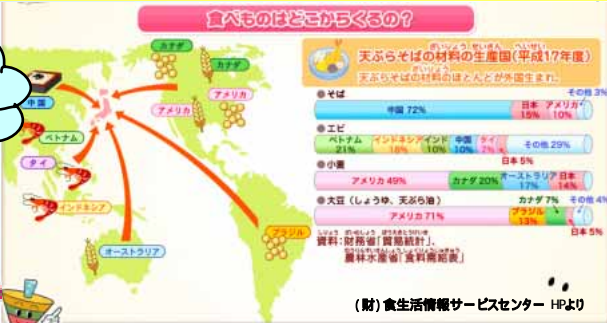 食べものはどこからくるの?
カナダ
カナダ
アメリカ
アメリカ
中国
ベトナム
タイ
インドネシア
オーストラリア
ブラジル
天ぷらそばの材料の生産国(平成17年度)
天ぷらそばの材料のほとんどが外国生まれ。
●そば
その他 3%
中国 72%
日本 15%
アメリカ 10%
●エビ
ベトナム 21%
インドネシア 18%
インド 10%
中国 10%
タイ 7%
その他 29%
日本 5%
●小麦
アメリカ 49%
カナダ 20%
オーストラリア 17%
日本 14%
●大豆(しょうゆ、天ぷら油)
カナダ 7%
その他 4%
アメリカ 71%
ブラジル 13%
日本 5%
資料:財務省「貿易統計」、
農林水産省「食料需給表」
(財)食生活情報サービスセンター HPより